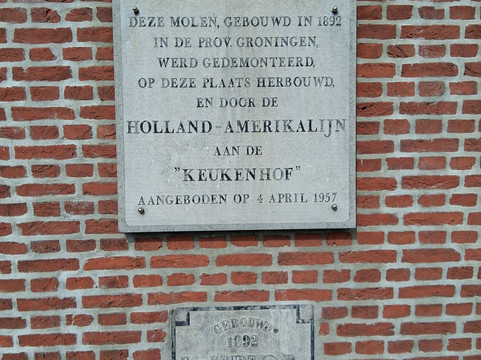 DEZE MOLEN, GEBOUWD IN 1892
IN DE PROV. GRONINGEN,
WERD GEDEMONTEERD,
OP DEZE PLAATS HERBOUWD,
EN DOOR DE
HOLLAND-AMERIKALIJN
AAN DE
"KEUKENHOF"
AANGEBODEN OP 4 APRIL 1957
GEBOUWD
1892